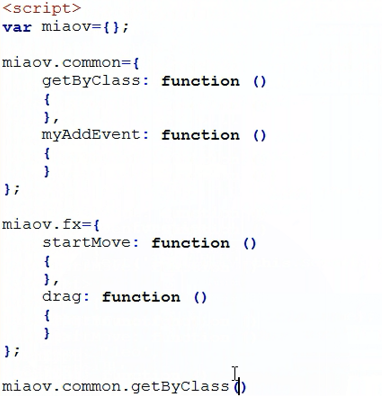 <script>
var miaov={};
miaov.common={
getByClass: function ()
{
},
myAddEvent: function ()
{
}
};
miaov.fx={
startMove: function ()
{
},
drag: function ()
{
}
};
miaov.common.getByClass()